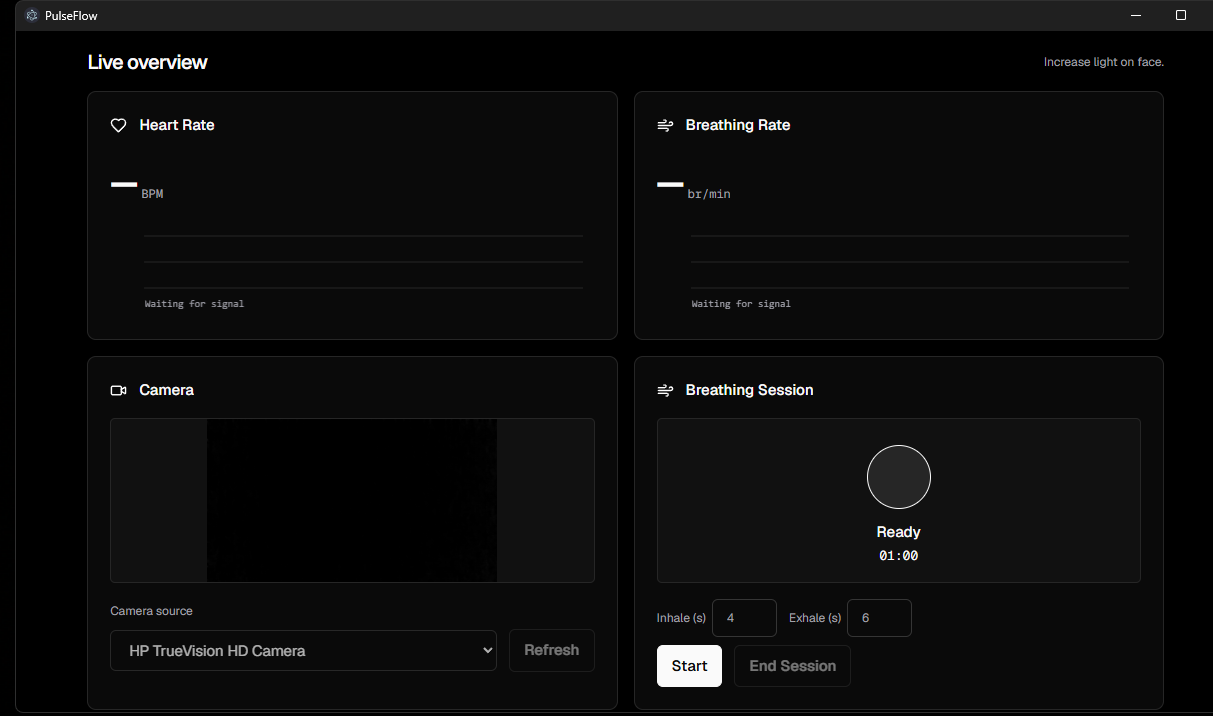 PulseFlow
Live overview
Increase light on face.
Heart Rate
BPM
Waiting for signal
Breathing Rate
br/min
Waiting for signal
Camera
Camera source
HP TrueVision HD Camera
Refresh
Breathing Session
Ready
01:00
Inhale (s) 4 Exhale (s) 6
Start End Session